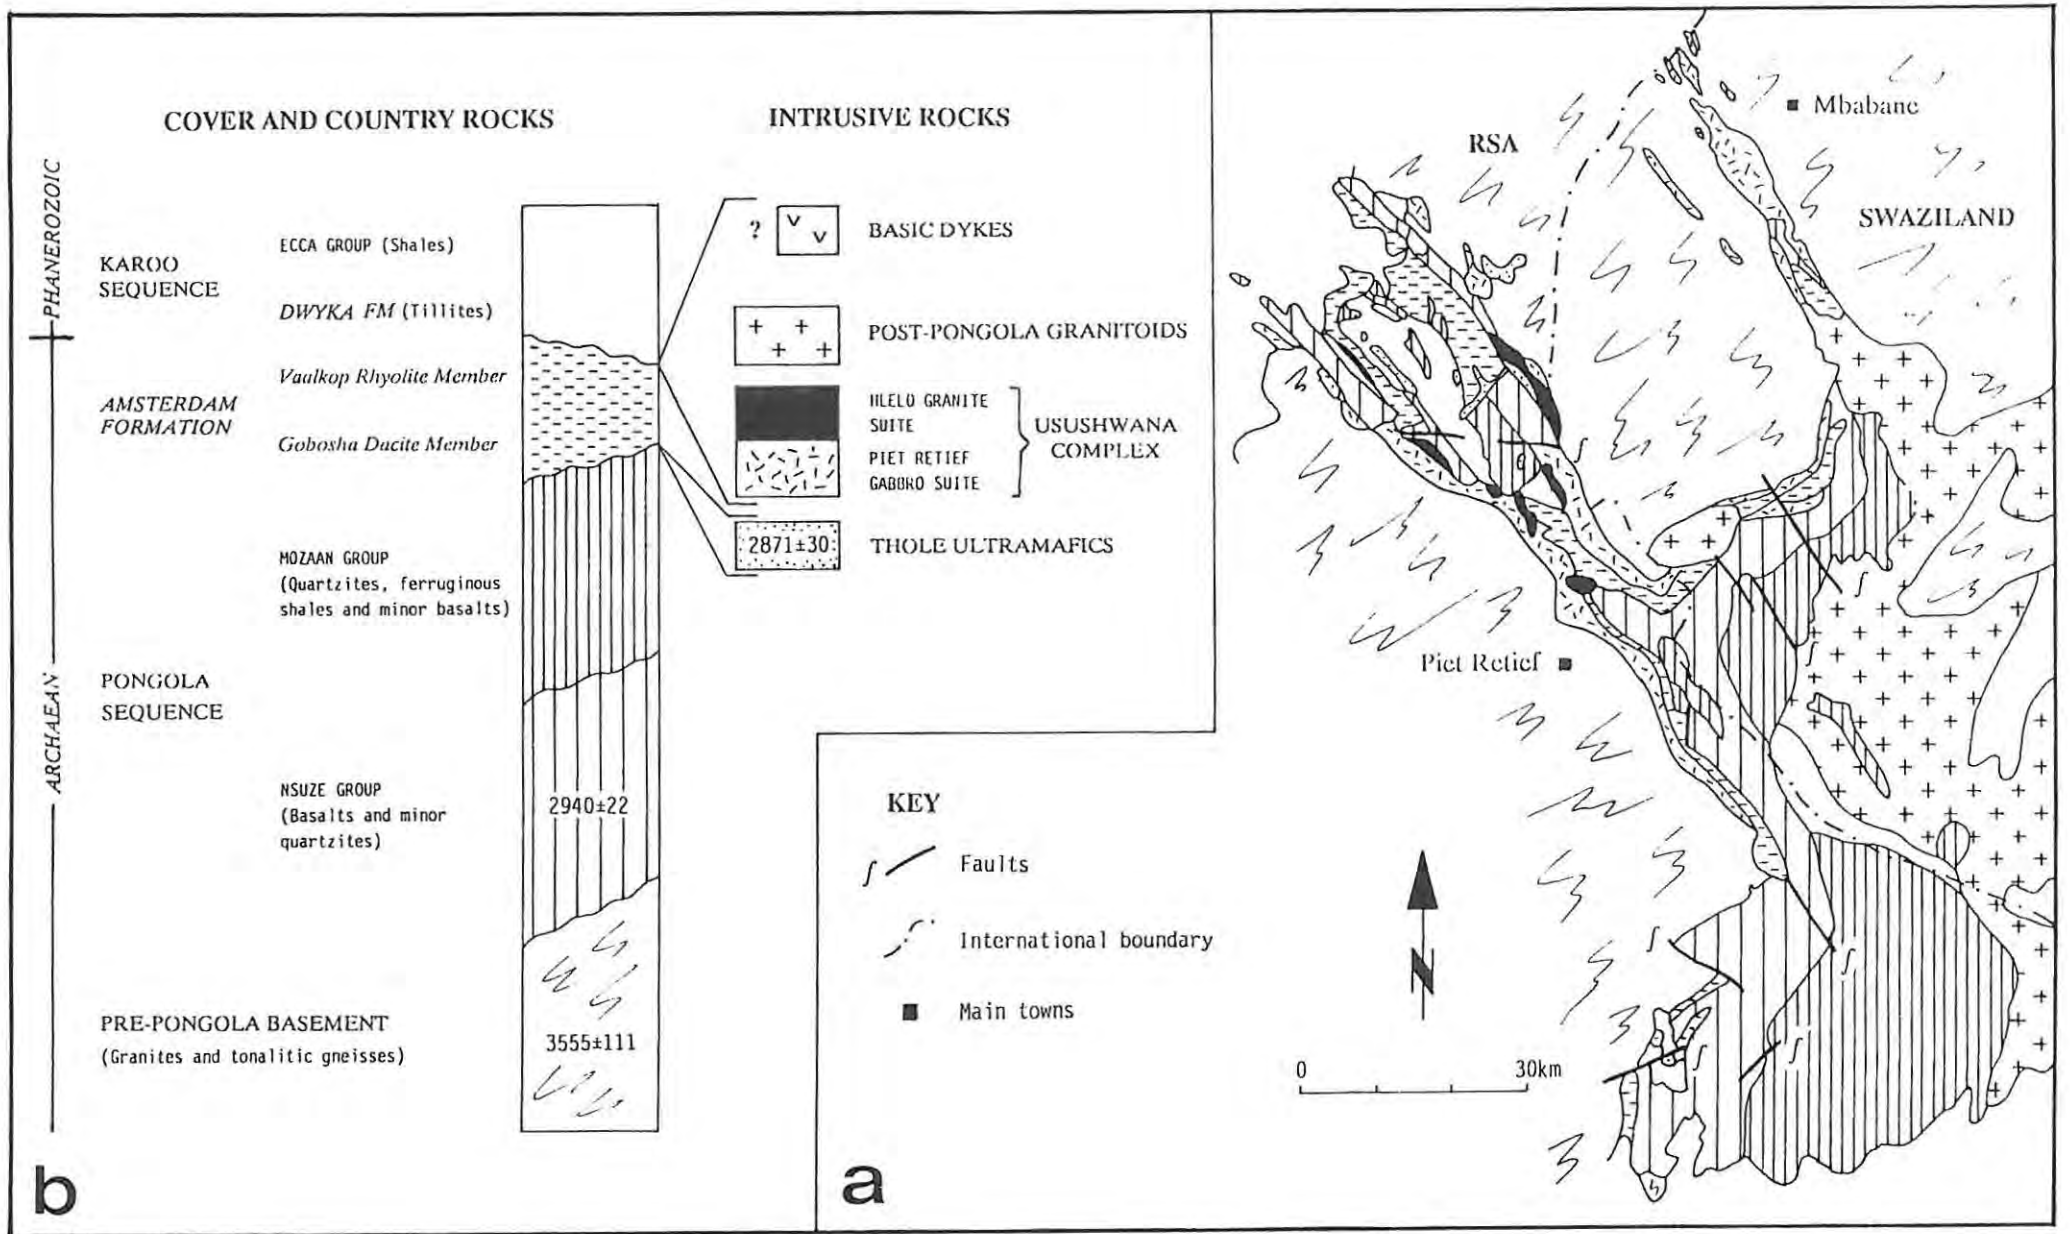 COVER AND COUNTRY ROCKS
PHANEROZOIC
ARCHAEAN
KAROO
SEQUENCE
ECCA GROUP (Shales)
DWYKA FM (Tillites)
AMSTERDAM
FORMATION
Vaalkop Rhyolite Member
Gobosha Dacite Member
MOZAAN GROUP
(Quartzites, ferruginous
shales and minor basalts)
PONGOLA
SEQUENCE
NSUZE GROUP
(Basalts and minor
quartzites)
2940±22
PRE-PONGOLA BASEMENT
(Granites and tonalitic gneisses)
3555±111
b
INTRUSIVE ROCKS
?
BASIC DYKES
POST-PONGOLA GRANITOIDS
HLELO GRANITE
SUITE
PIET RETIEF
GABBRO SUITE
USUSHWANA
COMPLEX
2871±30
THOLE ULTRAMAFICS
KEY
Faults
International boundary
Main towns
a
N
0 30km
RSA
Mbabane
SWAZILAND
Piet Retief